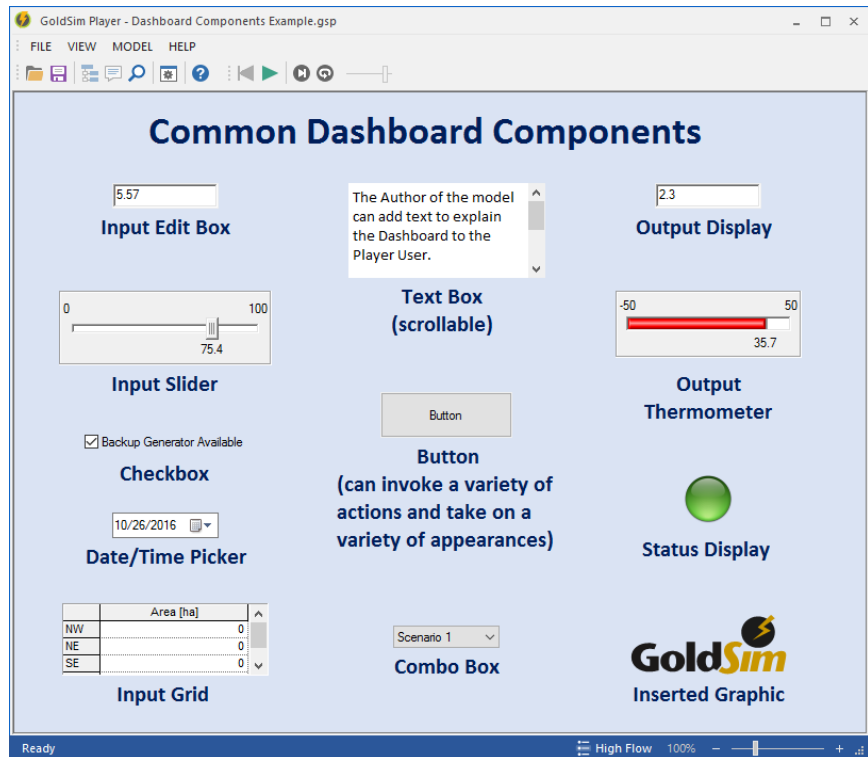 GoldSim Player - Dashboard Components Example.gsp
FILE VIEW MODEL HELP
Common Dashboard Components
5.57
Input Edit Box
The Author of the model
can add text to explain
the Dashboard to the
Player User.
Text Box
(scrollable)
2.3
Output Display
0 100
75.4
Input Slider
-50 50
35.7
Output
Thermometer
Button
Button
(can invoke a variety of
actions and take on a
variety of appearances)
Backup Generator Available
Checkbox
10/26/2016
Date/Time Picker
Status Display
Area [ha]
NW 0
NE 0
SE 0
Input Grid
Scenario 1
Combo Box
GoldSim
Inserted Graphic
Ready High Flow 100%